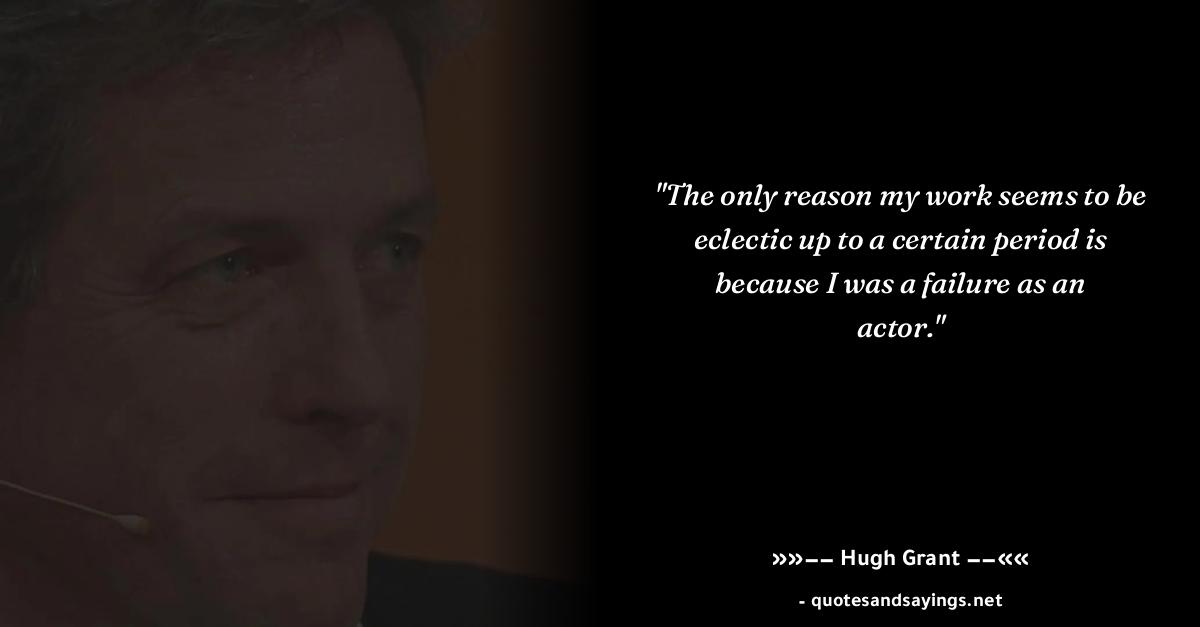 "The only reason my work seems to be
eclectic up to a certain period is
because I was a failure as an
actor."
»»–– Hugh Grant ––««
- quotesandsayings.net